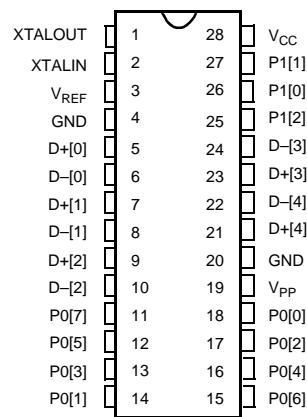 XTALOUT 1 28 VCC
XTALIN 2 27 P1[1]
VREF 3 26 P1[0]
GND 4 25 P1[2]
D+[0] 5 24 D–[3]
D–[0] 6 23 D+[3]
D+[1] 7 22 D–[4]
D–[1] 8 21 D+[4]
D+[2] 9 20 GND
D–[2] 10 19 VPP
P0[7] 11 18 P0[0]
P0[5] 12 17 P0[2]
P0[3] 13 16 P0[4]
P0[1] 14 15 P0[6]